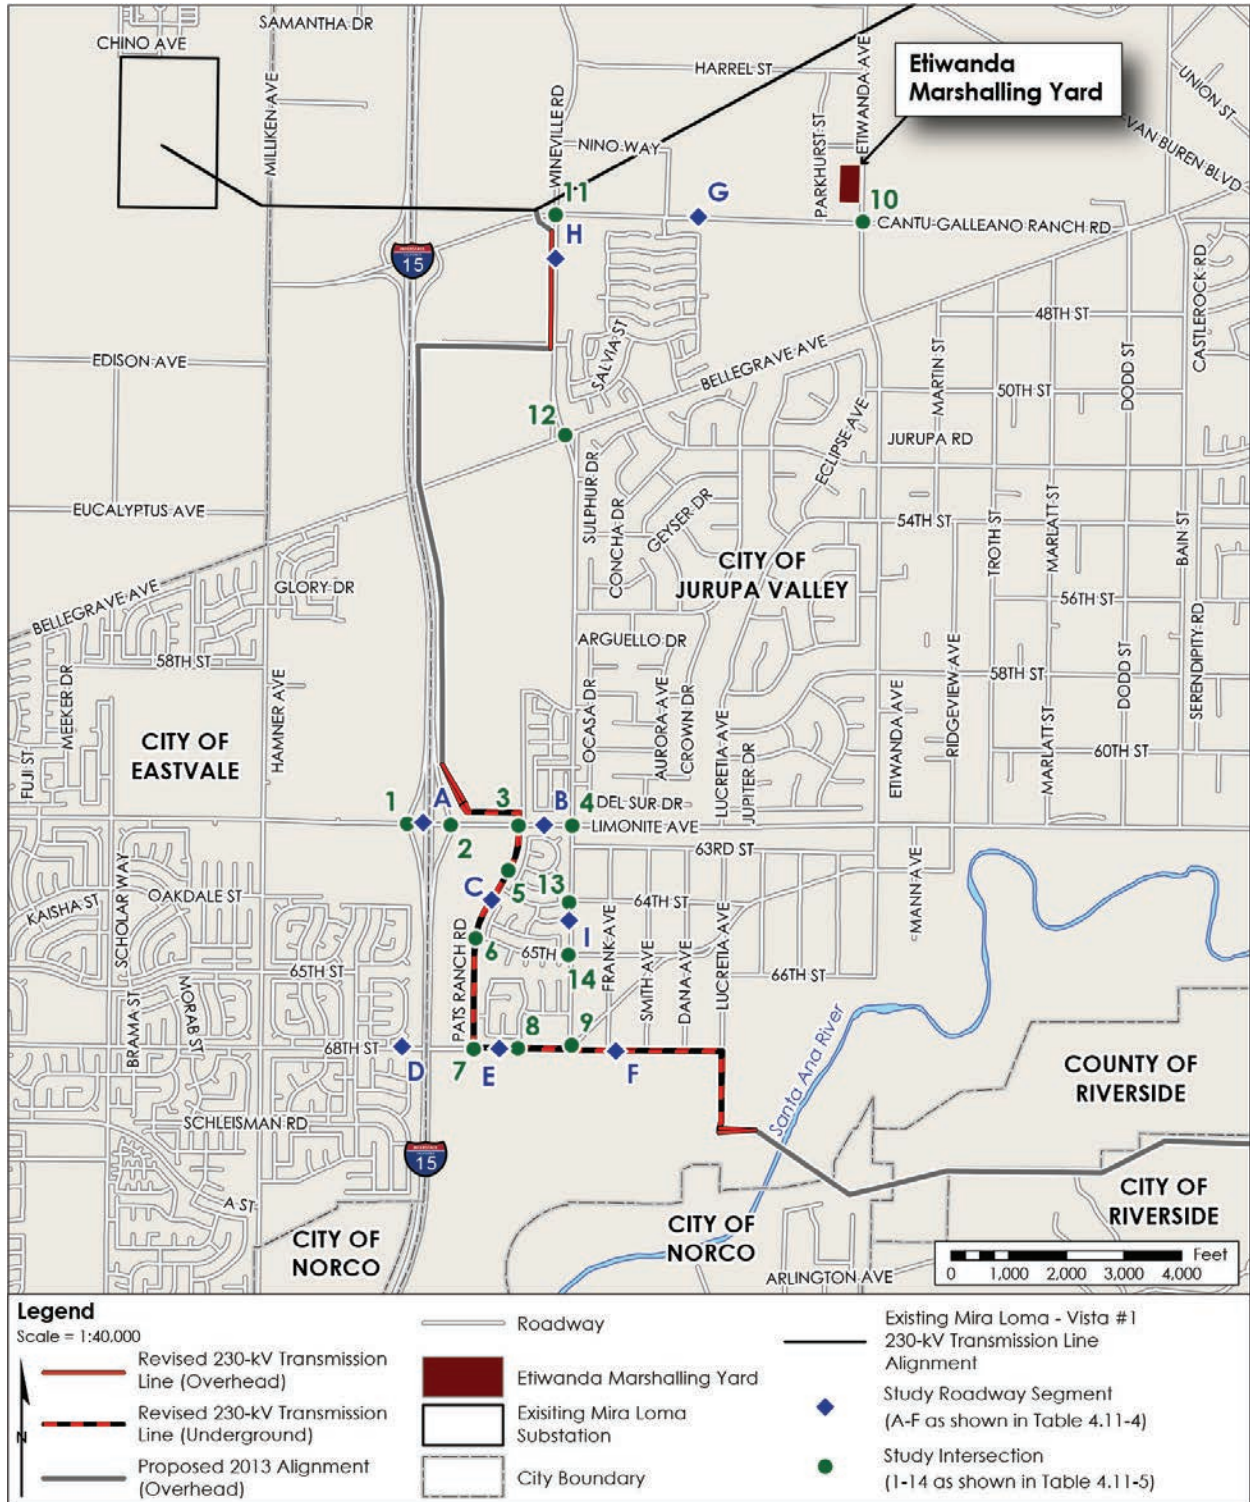 SAMANTHA DR
CHINO AVE
MILLIKEN AVE
HARREL ST
ETIWANDA AVE
Etiwanda
Marshalling Yard
UNION ST
VAN BUREN BLVD
WINEVILLE RD
NINO WAY
PARKHURST ST
11
G
10
CANTU-GALLEANO RANCH RD
H
INTERSTATE
CALIFORNIA
15
CASTLEROCK RD
48TH ST
EDISON AVE
SALVIA ST
BELLEGRAVE AVE
MARTIN ST
DODD ST
50TH ST
12
ECLIPSE AVE
JURUPA RD
EUCALYPTUS AVE
SULPHUR DR
CONCHA DR
GEYSER DR
54TH ST
TROTH ST
MARLATT ST
BAIN ST
CITY OF
JURUPA VALLEY
GLORY DR
BELLEGRAVE AVE
56TH ST
ARGUELLO DR
58TH ST
MEEKER DR
HAMNER AVE
58TH ST
RIDGEVIEW AVE
DODD ST
SERENDIPITY RD
OCASA DR
AURORA AVE
CROWN DR
LUCRETIA AVE
JUPITER DR
ETIWANDA AVE
MARLATT ST
60TH ST
FUJI ST
CITY OF
EASTVALE
1
A
3
B
4
DEL SUR DR
LIMONITE AVE
2
63RD ST
SCHOLAR WAY
OAKDALE ST
KAISHA ST
C
5
13
64TH ST
MANN AVE
I
PATS RANCH RD
6
65TH
14
FRANK AVE
SMITH AVE
DANA AVE
LUCRETIA AVE
66TH ST
65TH ST
BRAMA ST
MORAB ST
68TH ST
D
7
E
8
9
F
Santa Ana River
COUNTY OF
RIVERSIDE
SCHLEISMAN RD
INTERSTATE
CALIFORNIA
15
A ST
CITY OF
NORCO
CITY OF
NORCO
CITY OF
RIVERSIDE
ARLINGTON AVE
Feet
0 1,000 2,000 3,000 4,000
Legend
Scale = 1:40,000
N
Revised 230-kV Transmission
Line (Overhead)
Revised 230-kV Transmission
Line (Underground)
Proposed 2013 Alignment
(Overhead)
Roadway
Etiwanda Marshalling Yard
Exisiting Mira Loma
Substation
City Boundary
Existing Mira Loma - Vista #1
230-kV Transmission Line
Alignment
Study Roadway Segment
(A-F as shown in Table 4.11-4)
Study Intersection
(1-14 as shown in Table 4.11-5)